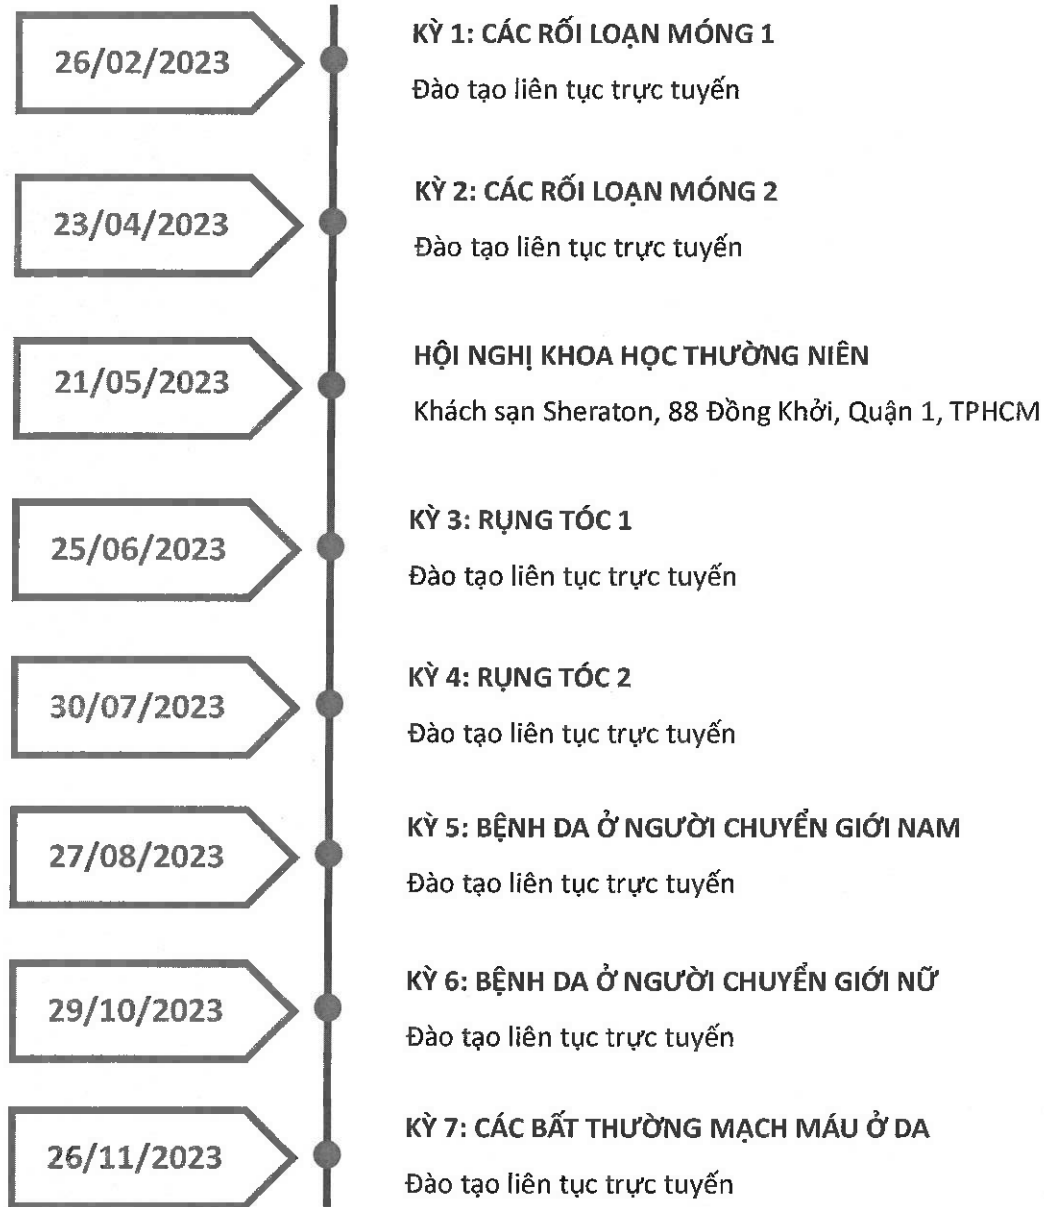 26/02/2023
KỲ 1: CÁC RỐI LOẠN MÓNG 1
Đào tạo liên tục trực tuyến
23/04/2023
KỲ 2: CÁC RỐI LOẠN MÓNG 2
Đào tạo liên tục trực tuyến
21/05/2023
HỘI NGHỊ KHOA HỌC THƯỜNG NIÊN
Khách sạn Sheraton, 88 Đồng Khởi, Quận 1, TPHCM
25/06/2023
KỲ 3: RỤNG TÓC 1
Đào tạo liên tục trực tuyến
30/07/2023
KỲ 4: RỤNG TÓC 2
Đào tạo liên tục trực tuyến
27/08/2023
KỲ 5: BỆNH DA Ở NGƯỜI CHUYỂN GIỚI NAM
Đào tạo liên tục trực tuyến
29/10/2023
KỲ 6: BỆNH DA Ở NGƯỜI CHUYỂN GIỚI NỮ
Đào tạo liên tục trực tuyến
26/11/2023
KỲ 7: CÁC BẤT THƯỜNG MẠCH MÁU Ở DA
Đào tạo liên tục trực tuyến